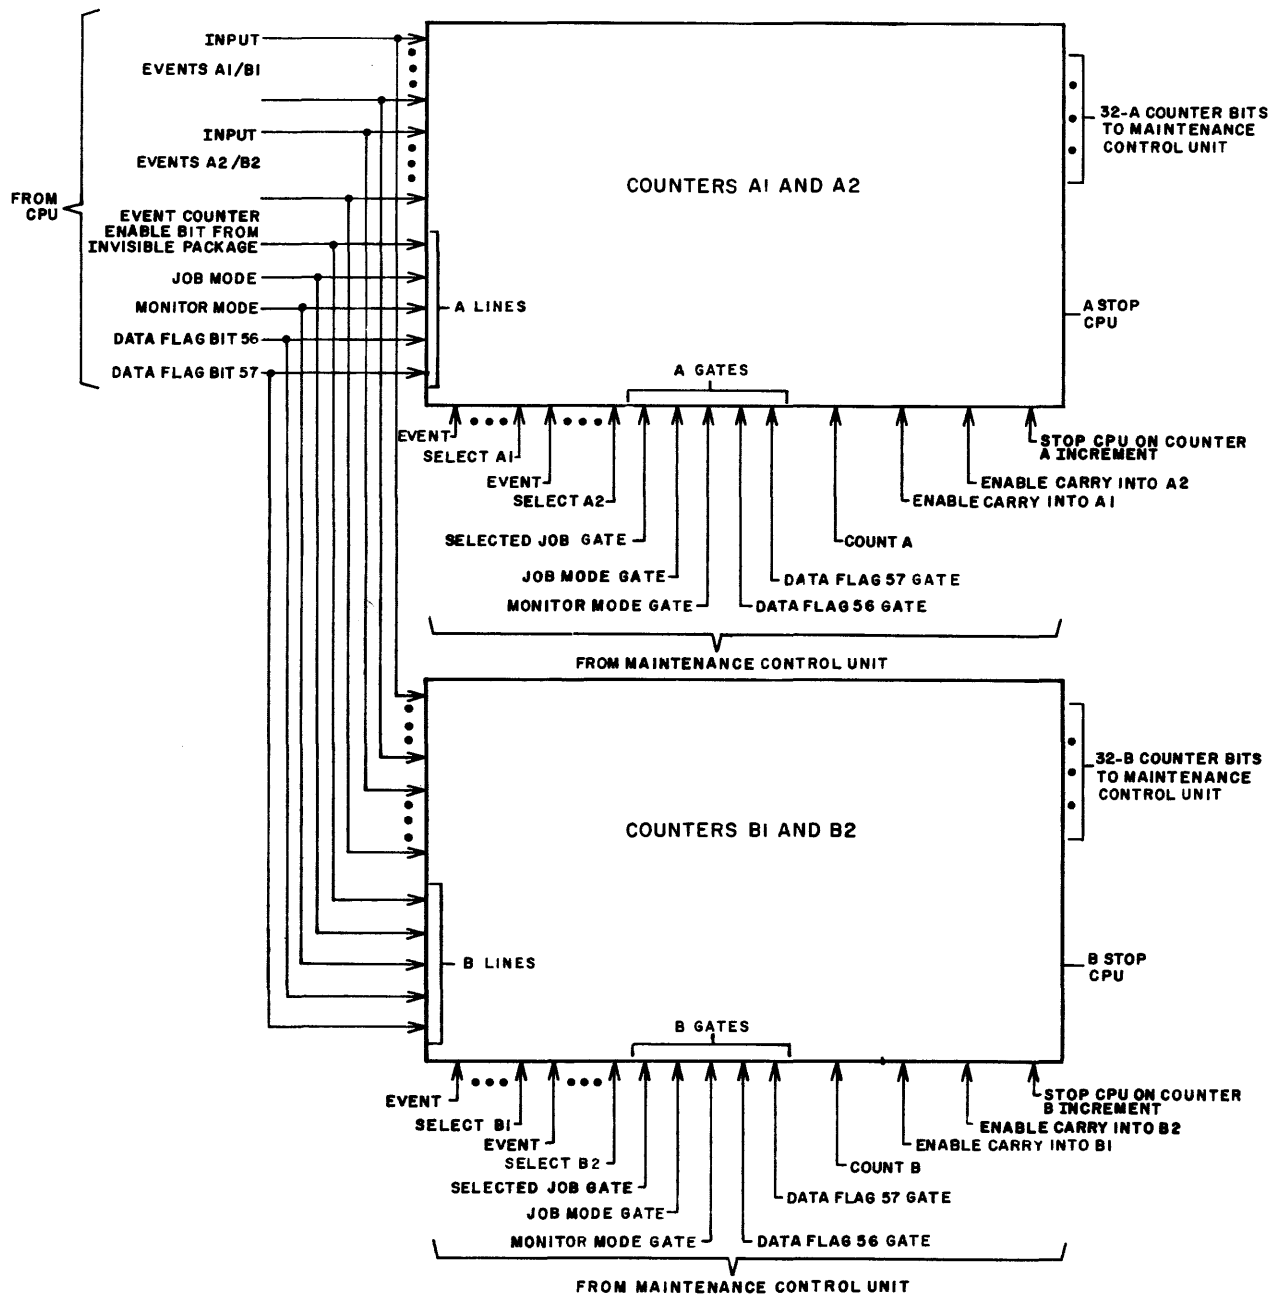 INPUT
EVENTS A1/B1
INPUT
EVENTS A2/B2
FROM
CPU
EVENT COUNTER
ENABLE BIT FROM
INVISIBLE PACKAGE
JOB MODE
MONITOR MODE
DATA FLAG BIT 56
DATA FLAG BIT 57
COUNTERS A1 AND A2
A LINES
A GATES
32-A COUNTER BITS
TO MAINTENANCE
CONTROL UNIT
A STOP
CPU
EVENT
SELECT A1
EVENT
SELECT A2
SELECTED JOB GATE
JOB MODE GATE
MONITOR MODE GATE
DATA FLAG 56 GATE
DATA FLAG 57 GATE
COUNT A
ENABLE CARRY INTO A1
ENABLE CARRY INTO A2
STOP CPU ON COUNTER
A INCREMENT
FROM MAINTENANCE CONTROL UNIT
COUNTERS B1 AND B2
B LINES
B GATES
32-B COUNTER BITS
TO MAINTENANCE
CONTROL UNIT
B STOP
CPU
EVENT
SELECT B1
EVENT
SELECT B2
SELECTED JOB GATE
JOB MODE GATE
MONITOR MODE GATE
DATA FLAG 56 GATE
DATA FLAG 57 GATE
COUNT B
ENABLE CARRY INTO B1
ENABLE CARRY INTO B2
STOP CPU ON COUNTER
B INCREMENT
FROM MAINTENANCE CONTROL UNIT